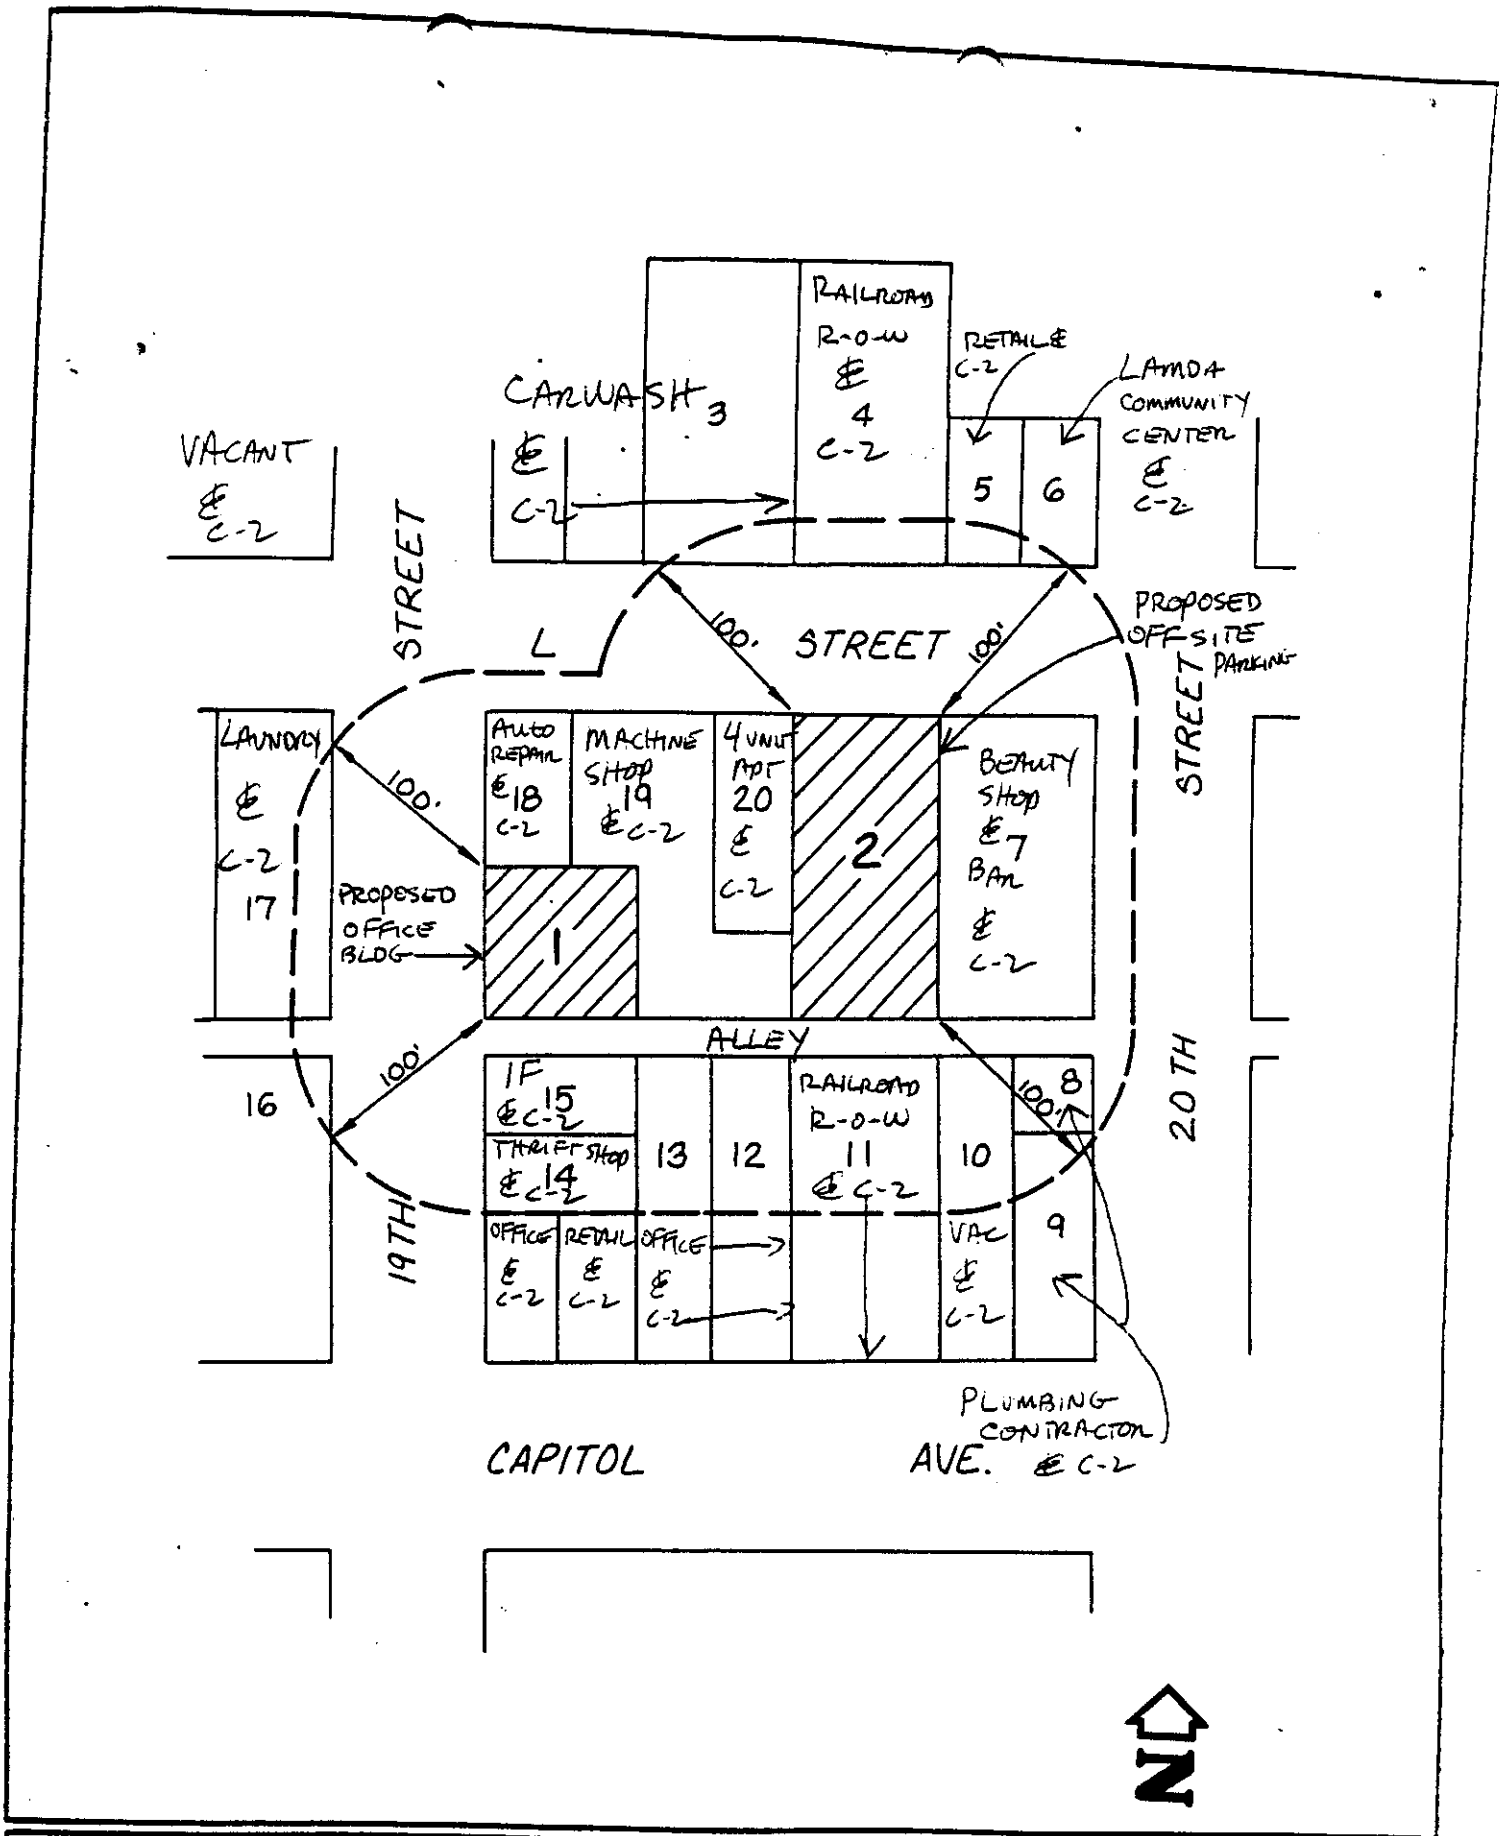 RAILROAD
R-O-W
4
C-2
RETAIL &
C-2
LAMDA
COMMUNITY
CENTER
C-2
CARWASH
3
C-2
VACANT
C-2
5
6
STREET
L
STREET
100'
100'
PROPOSED
OFF-SITE
PARKING
STREET
LAUNDRY
C-2
17
100'
AUTO
REPAIR
18
C-2
MACHINE
SHOP
19
C-2
4 UNIT
APT
20
C-2
2
BEAUTY
SHOP
7
BAR
C-2
PROPOSED
OFFICE
BLDG
1
ALLEY
16
100'
1F
15
C-2
THRIFT SHOP
14
C-2
13
12
RAILROAD
R-O-W
11
C-2
10
100'
8
9
20TH
19TH
OFFICE
C-2
RETAIL
C-2
OFFICE
C-2
VAC
C-2
PLUMBING
CONTRACTOR
C-2
CAPITOL AVE.
N